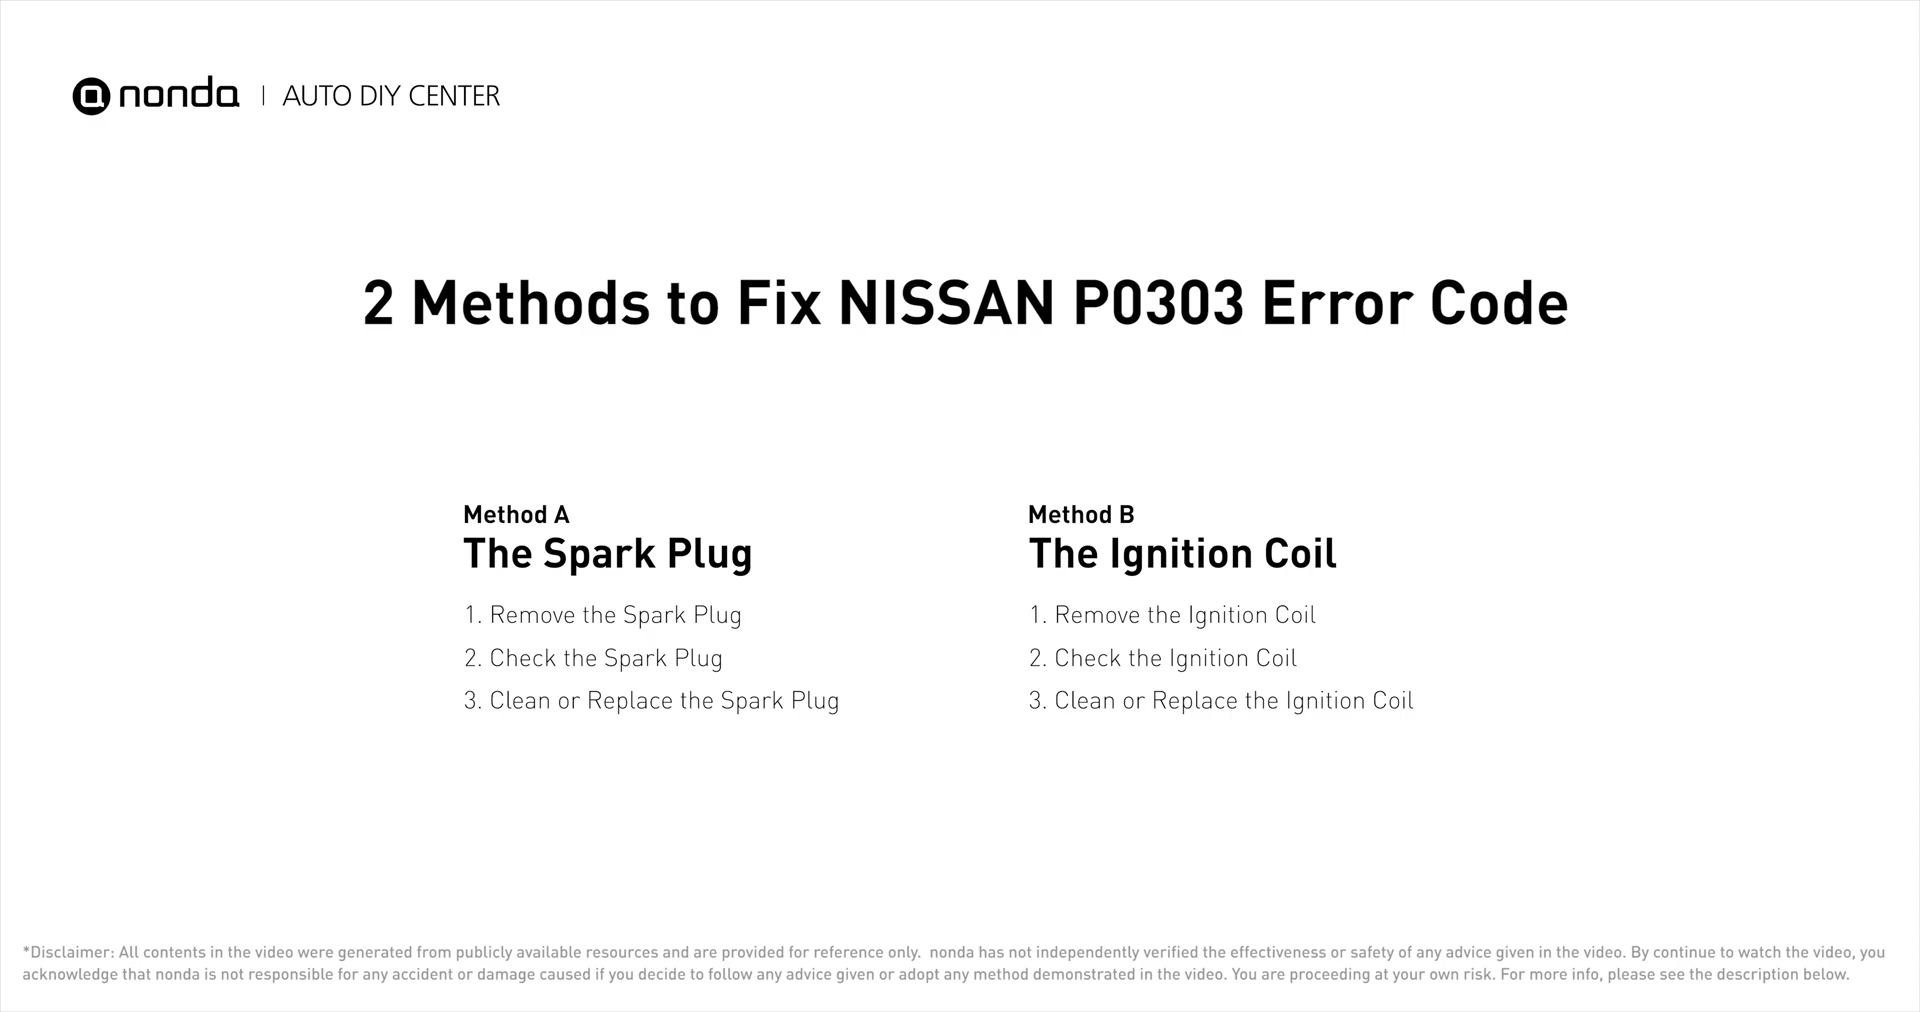 nonda | AUTO DIY CENTER
2 Methods to Fix NISSAN P0303 Error Code
Method A
The Spark Plug
1. Remove the Spark Plug
2. Check the Spark Plug
3. Clean or Replace the Spark Plug
Method B
The Ignition Coil
1. Remove the Ignition Coil
2. Check the Ignition Coil
3. Clean or Replace the Ignition Coil
*Disclaimer: All contents in the video were generated from publicly available resources and are provided for reference only.  nonda has not independently verified the effectiveness or safety of any advice given in the video. By continue to watch the video, you
acknowledge that nonda is not responsible for any accident or damage caused if you decide to follow any advice given or adopt any method demonstrated in the video. You are proceeding at your own risk. For more info, please see the description below.